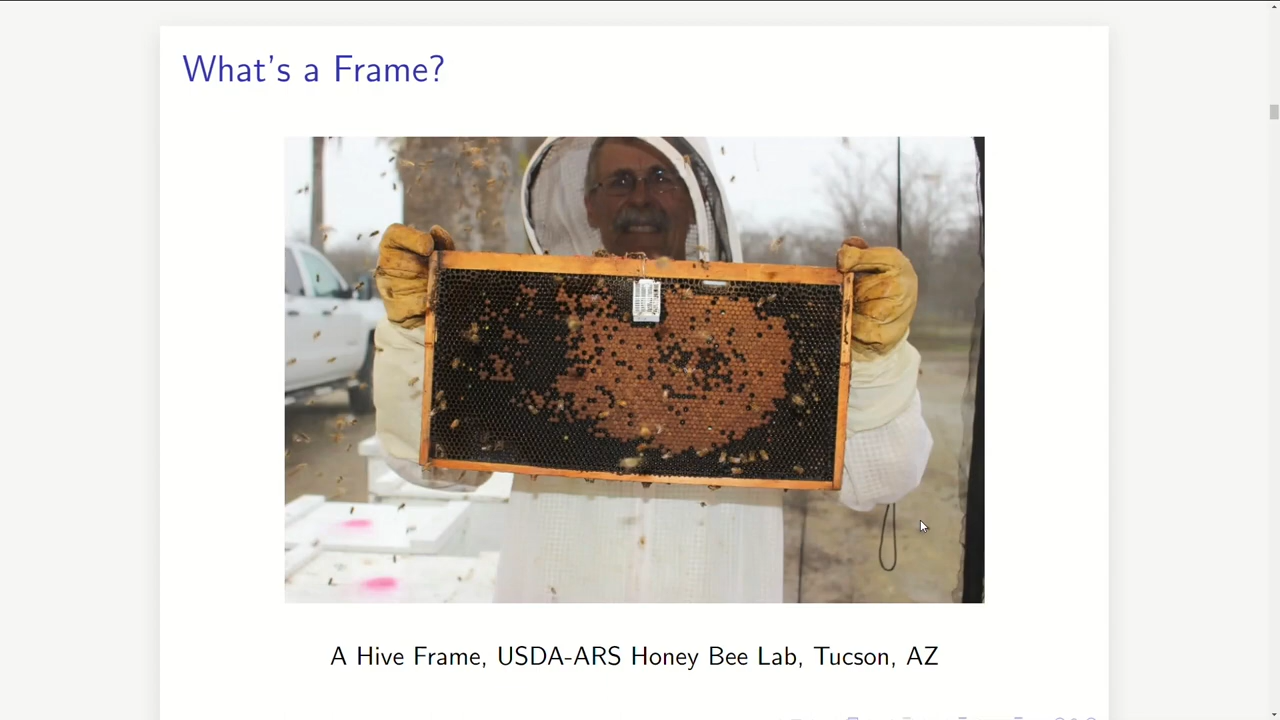 What's a Frame?
A Hive Frame, USDA-ARS Honey Bee Lab, Tucson, AZ